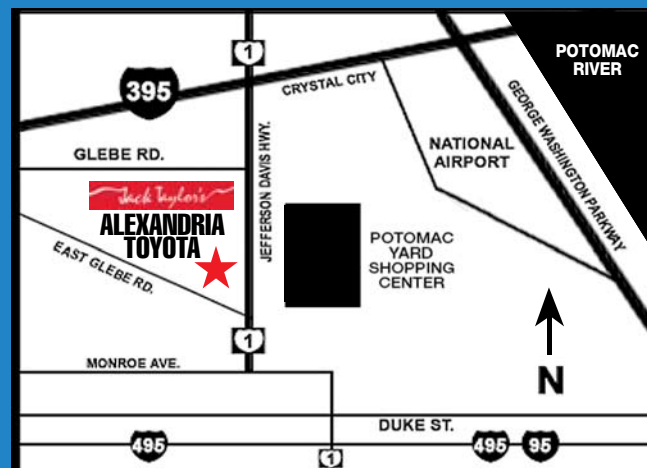 1
POTOMAC
RIVER
395
CRYSTAL CITY
GEORGE WASHINGTON PARKWAY
GLEBE RD.
JEFFERSON DAVIS HWY.
NATIONAL
AIRPORT
Jack Taylor's
ALEXANDRIA
TOYOTA
EAST GLEBE RD.
POTOMAC
YARD
SHOPPING
CENTER
1
MONROE AVE.
N
DUKE ST.
495
1
495
95